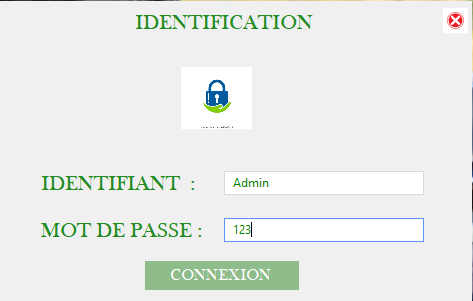 IDENTIFICATION
IDENTIFIANT :
Admin
MOT DE PASSE :
123
CONNEXION